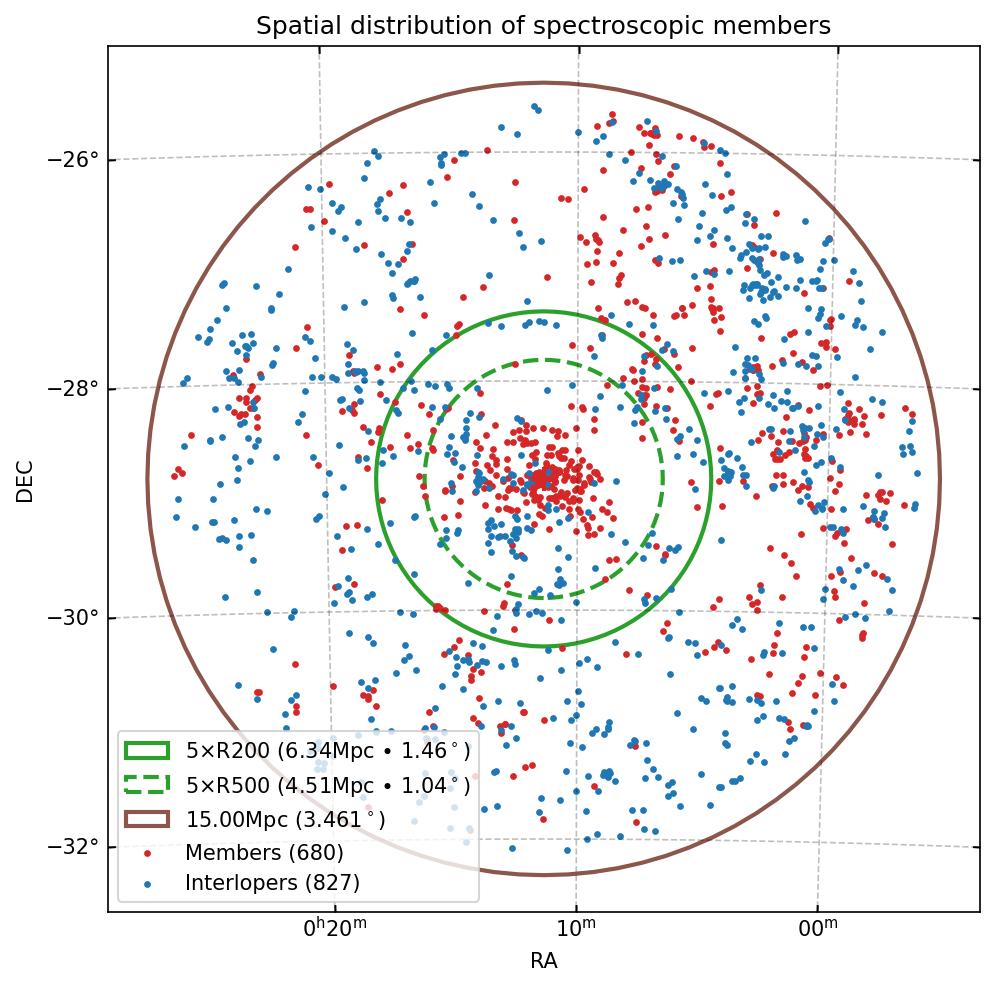 Spatial distribution of spectroscopic members
DEC
−26°
−28°
−30°
−32°
5×R200 (6.34Mpc • 1.46°)
5×R500 (4.51Mpc • 1.04°)
15.00Mpc (3.461°)
Members (680)
Interlopers (827)
0ʰ20ᵐ
10ᵐ
00ᵐ
RA